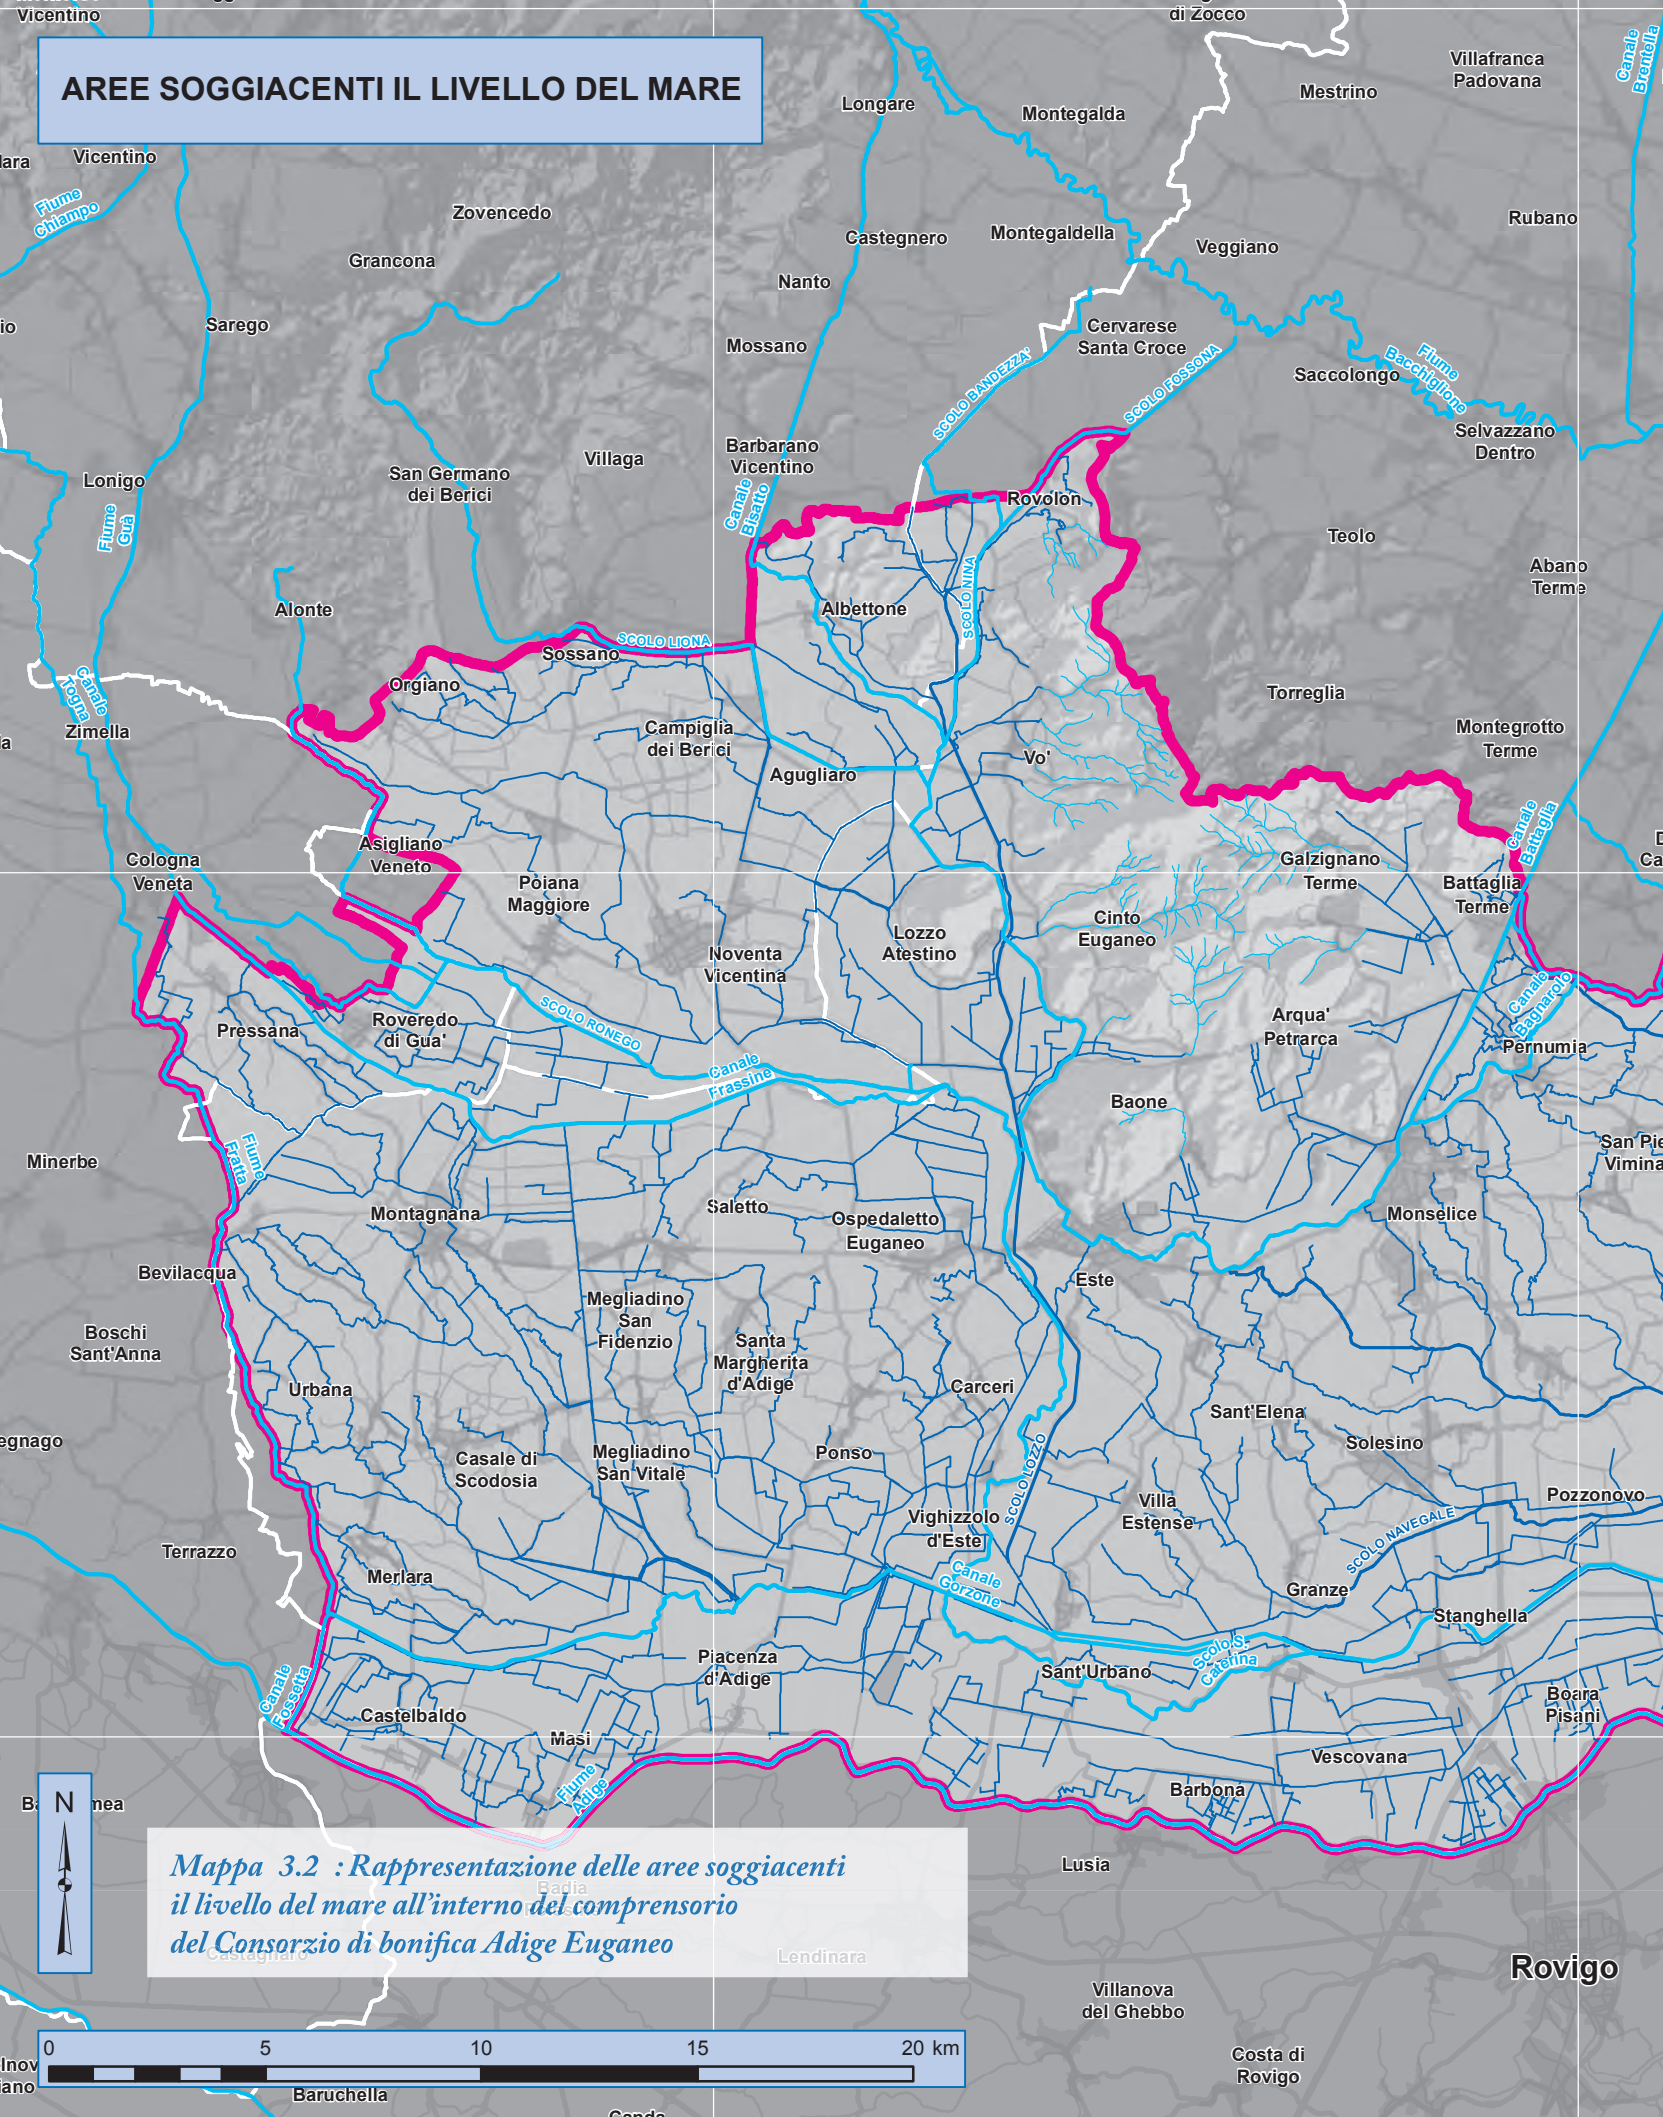 Vicentino
di Zocco
AREE SOGGIACENTI IL LIVELLO DEL MARE
Villafranca
Padovana
Canale
Brentella
Mestrino
Longare
Montegalda
Vicentino
Fiume
Chiampo
Zovencedo
Rubano
Castegnero
Montegaldella
Veggiano
Grancona
Nanto
Sarego
Cervarese
Santa Croce
Mossano
SCOLO BANDEZZA'
SCOLO FOSSONA
Saccolongo
Fiume
Bacchiglione
Selvazzano
Dentro
Barbarano
Vicentino
Villaga
San Germano
dei Berici
Lonigo
Fiume
Guà
Canale
Bisatto
Rovolon
Teolo
Abano
Terme
Alonte
Albettone
SCOLO NINA
SCOLO LIONA
Sossano
Orgiano
Torreglia
Canale
Togna
Zimella
Campiglia
dei Berici
Montegrotto
Terme
Vo'
Agugliaro
Canale
Battaglia
Asigliano
Veneto
Cologna
Veneta
Galzignano
Terme
Battaglia
Terme
Poiana
Maggiore
Cinto
Euganeo
Lozzo
Atestino
Noventa
Vicentina
SCOLO RONEGO
Canale
Bagnarolo
Pressana
Roveredo
di Gua'
Arqua'
Petrarca
Pernumia
Canale
Frassine
Baone
Minerbe
Fiume
Fratta
San Pie
Vimina
Montagnana
Saletto
Ospedaletto
Euganeo
Monselice
Bevilacqua
Este
Megliadino
San
Fidenzio
Boschi
Sant'Anna
Santa
Margherita
d'Adige
Urbana
Carceri
Sant'Elena
egnago
Solesino
Casale di
Scodosia
Megliadino
San Vitale
Ponso
SCOLO LOZZO
Villa
Estense
Pozzonovo
Vighizzolo
d'Este
SCOLO NAVEGALE
Terrazzo
Merlara
Canale
Gorzone
Granze
Stanghella
Scolo S.
Caterina
Piacenza
d'Adige
Sant'Urbano
Canale
Fossetta
Castelbaldo
Boara
Pisani
Masi
Vescovana
Fiume
Adige
Barbona
N
Mappa 3.2 : Rappresentazione delle aree soggiacenti
il livello del mare all'interno del comprensorio
del Consorzio di bonifica Adige Euganeo
Badia
Castagnaro
Lendinara
Lusia
Rovigo
Villanova
del Ghebbo
0 5 10 15 20 km
Costa di
Rovigo
Baruchella